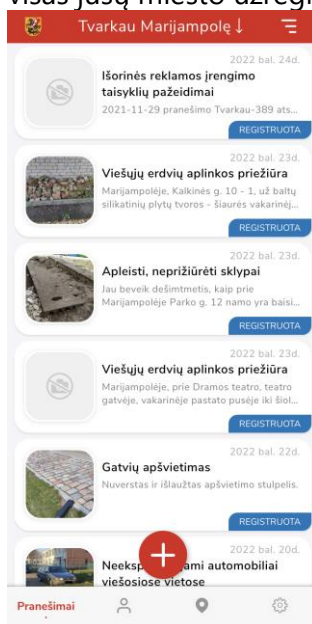 Tvarkau Marijampolę ↓
2022 bal. 24d.
Išorinės reklamos įrengimo
taisyklių pažeidimai
2021-11-29 pranešimo Tvarkau-389 ats...
REGISTRUOTA
2022 bal. 23d.
Viešųjų erdvių aplinkos priežiūra
Marijampolėje, Kalkinės g. 10 - 1, už baltų
silikatinių plytų tvoros - šiaurės vakarinėj...
REGISTRUOTA
2022 bal. 23d.
Apleisti, neprižiūrėti sklypai
Jau beveik dešimtmetis, kaip prie
Marijampolėje Parko g. 12 namo yra baisi...
REGISTRUOTA
2022 bal. 23d.
Viešųjų erdvių aplinkos priežiūra
Marijampolėje, prie Dramos teatro, teatro
gatvėje, vakarinėje pastato pusėje iki šiol...
REGISTRUOTA
2022 bal. 22d.
Gatvių apšvietimas
Nuverstas ir išlaužtas apšvietimo stulpelis.
REGISTRUOTA
2022 bal. 20d.
automobiliai
viešosiose vietose
Pranešimai